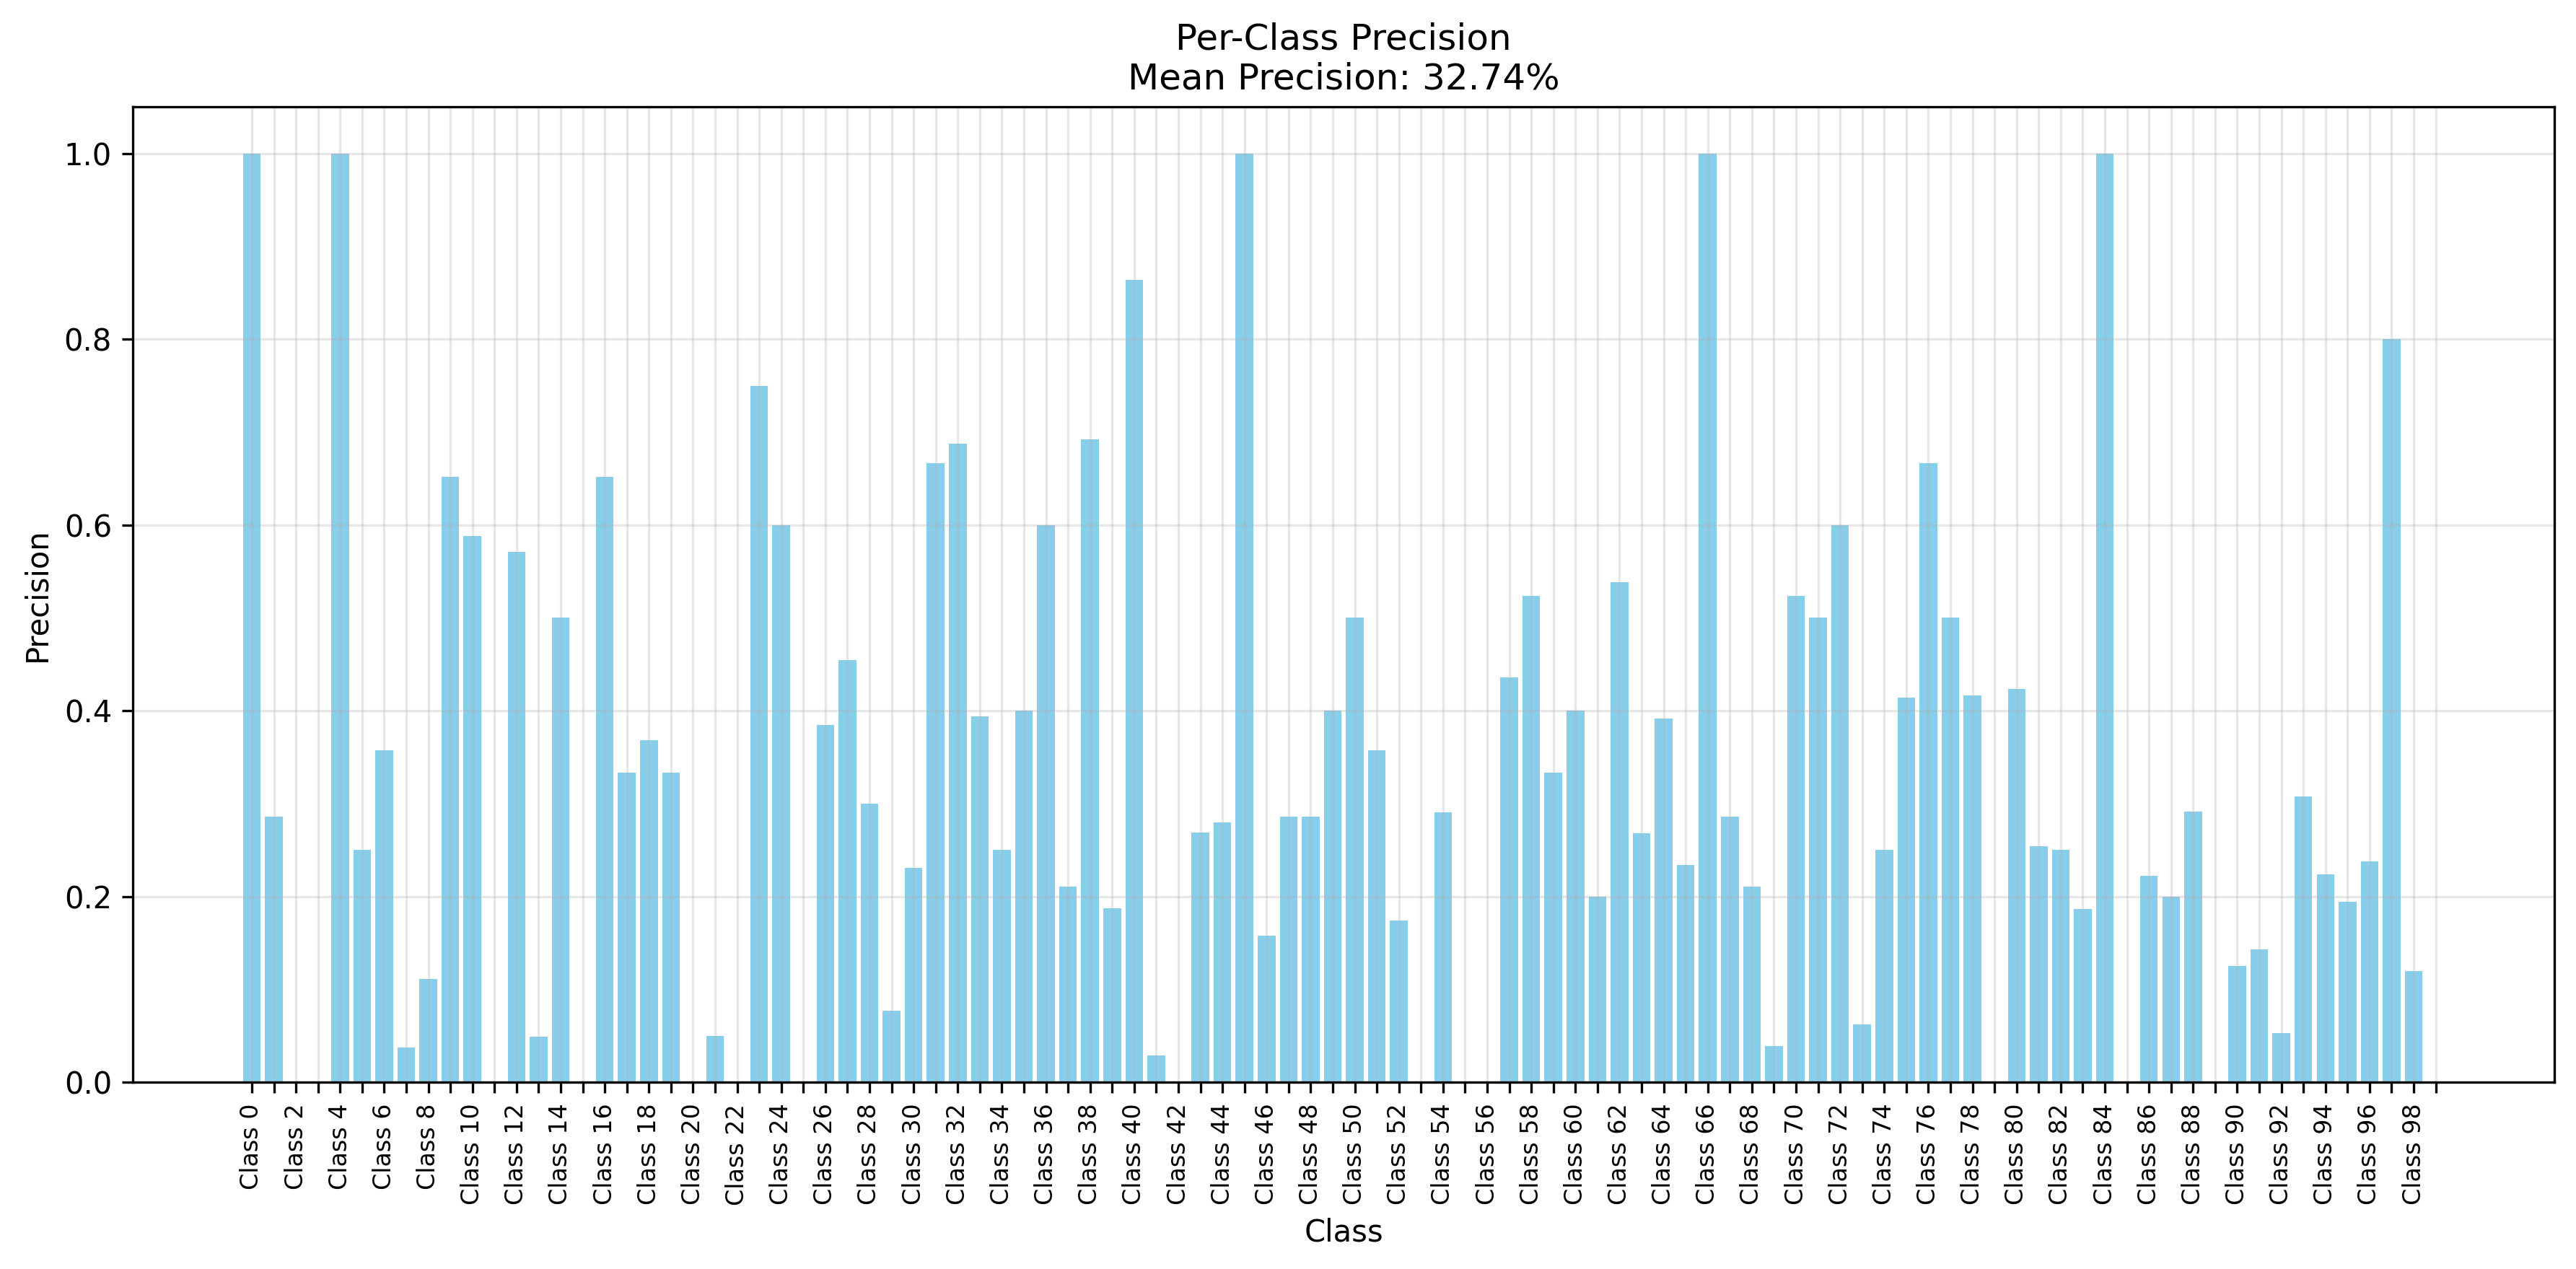 Per-Class Precision
Mean Precision: 32.74%
Precision
1.0
0.8
0.6
0.4
0.2
0.0
Class 0
Class 2
Class 4
Class 6
Class 8
Class 10
Class 12
Class 14
Class 16
Class 18
Class 20
Class 22
Class 24
Class 26
Class 28
Class 30
Class 32
Class 34
Class 36
Class 38
Class 40
Class 42
Class 44
Class 46
Class 48
Class 50
Class 52
Class 54
Class 56
Class 58
Class 60
Class 62
Class 64
Class 66
Class 68
Class 70
Class 72
Class 74
Class 76
Class 78
Class 80
Class 82
Class 84
Class 86
Class 88
Class 90
Class 92
Class 94
Class 96
Class 98
Class